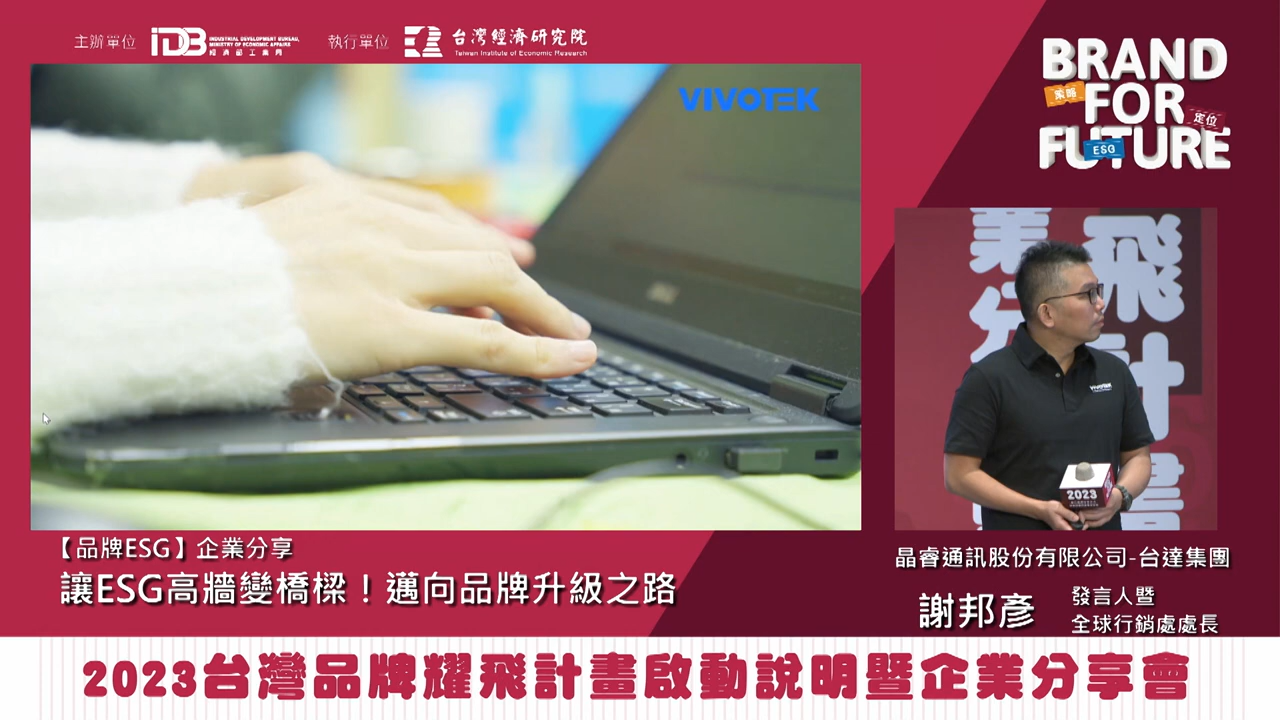 主辦單位
IDB
INDUSTRIAL DEVELOPMENT BUREAU,
MINISTRY OF ECONOMIC AFFAIRS
經濟部工業局
執行單位
台灣經濟研究院
Taiwan Institute of Economic Research
VIVOTEK
BRAND
策略
FOR
定位
FUTURE
ESG
業分
飛計畫
VIVOTEK
2023
【品牌ESG】企業分享
讓ESG高牆變橋樑！邁向品牌升級之路
晶睿通訊股份有限公司-台達集團
謝邦彥
發言人暨
全球行銷處處長
2023台灣品牌耀飛計畫啟動說明暨企業分享會